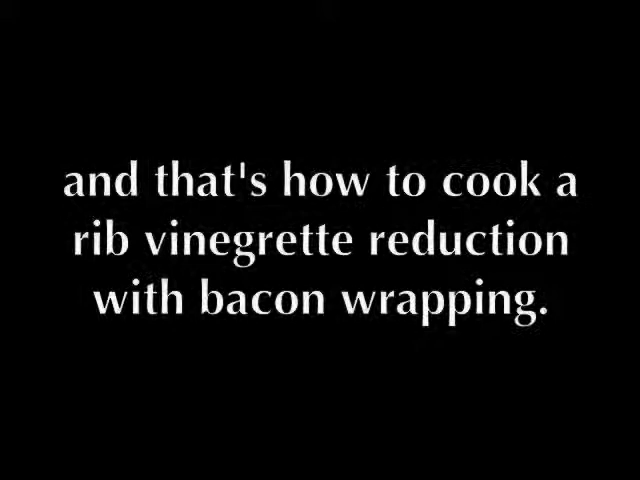 and that's how to cook a
rib vinegrette reduction
with bacon wrapping.